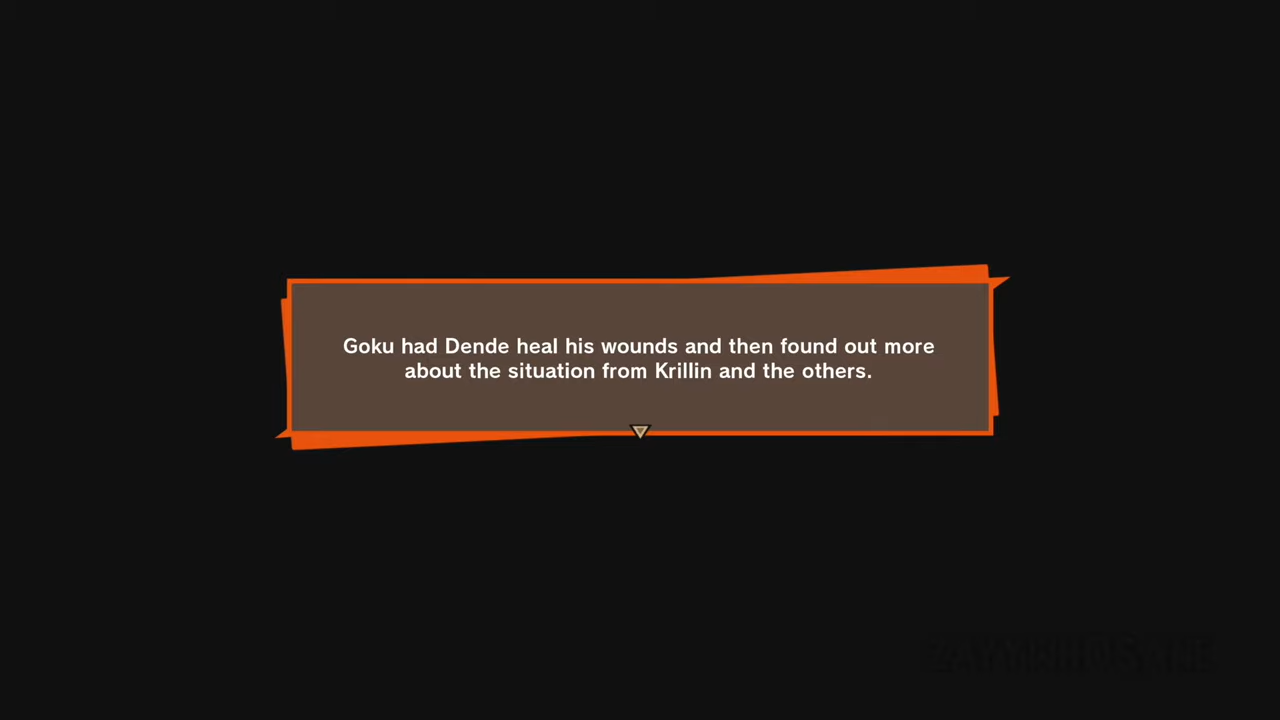 Goku had Dende heal his wounds and then found out more
about the situation from Krillin and the others.